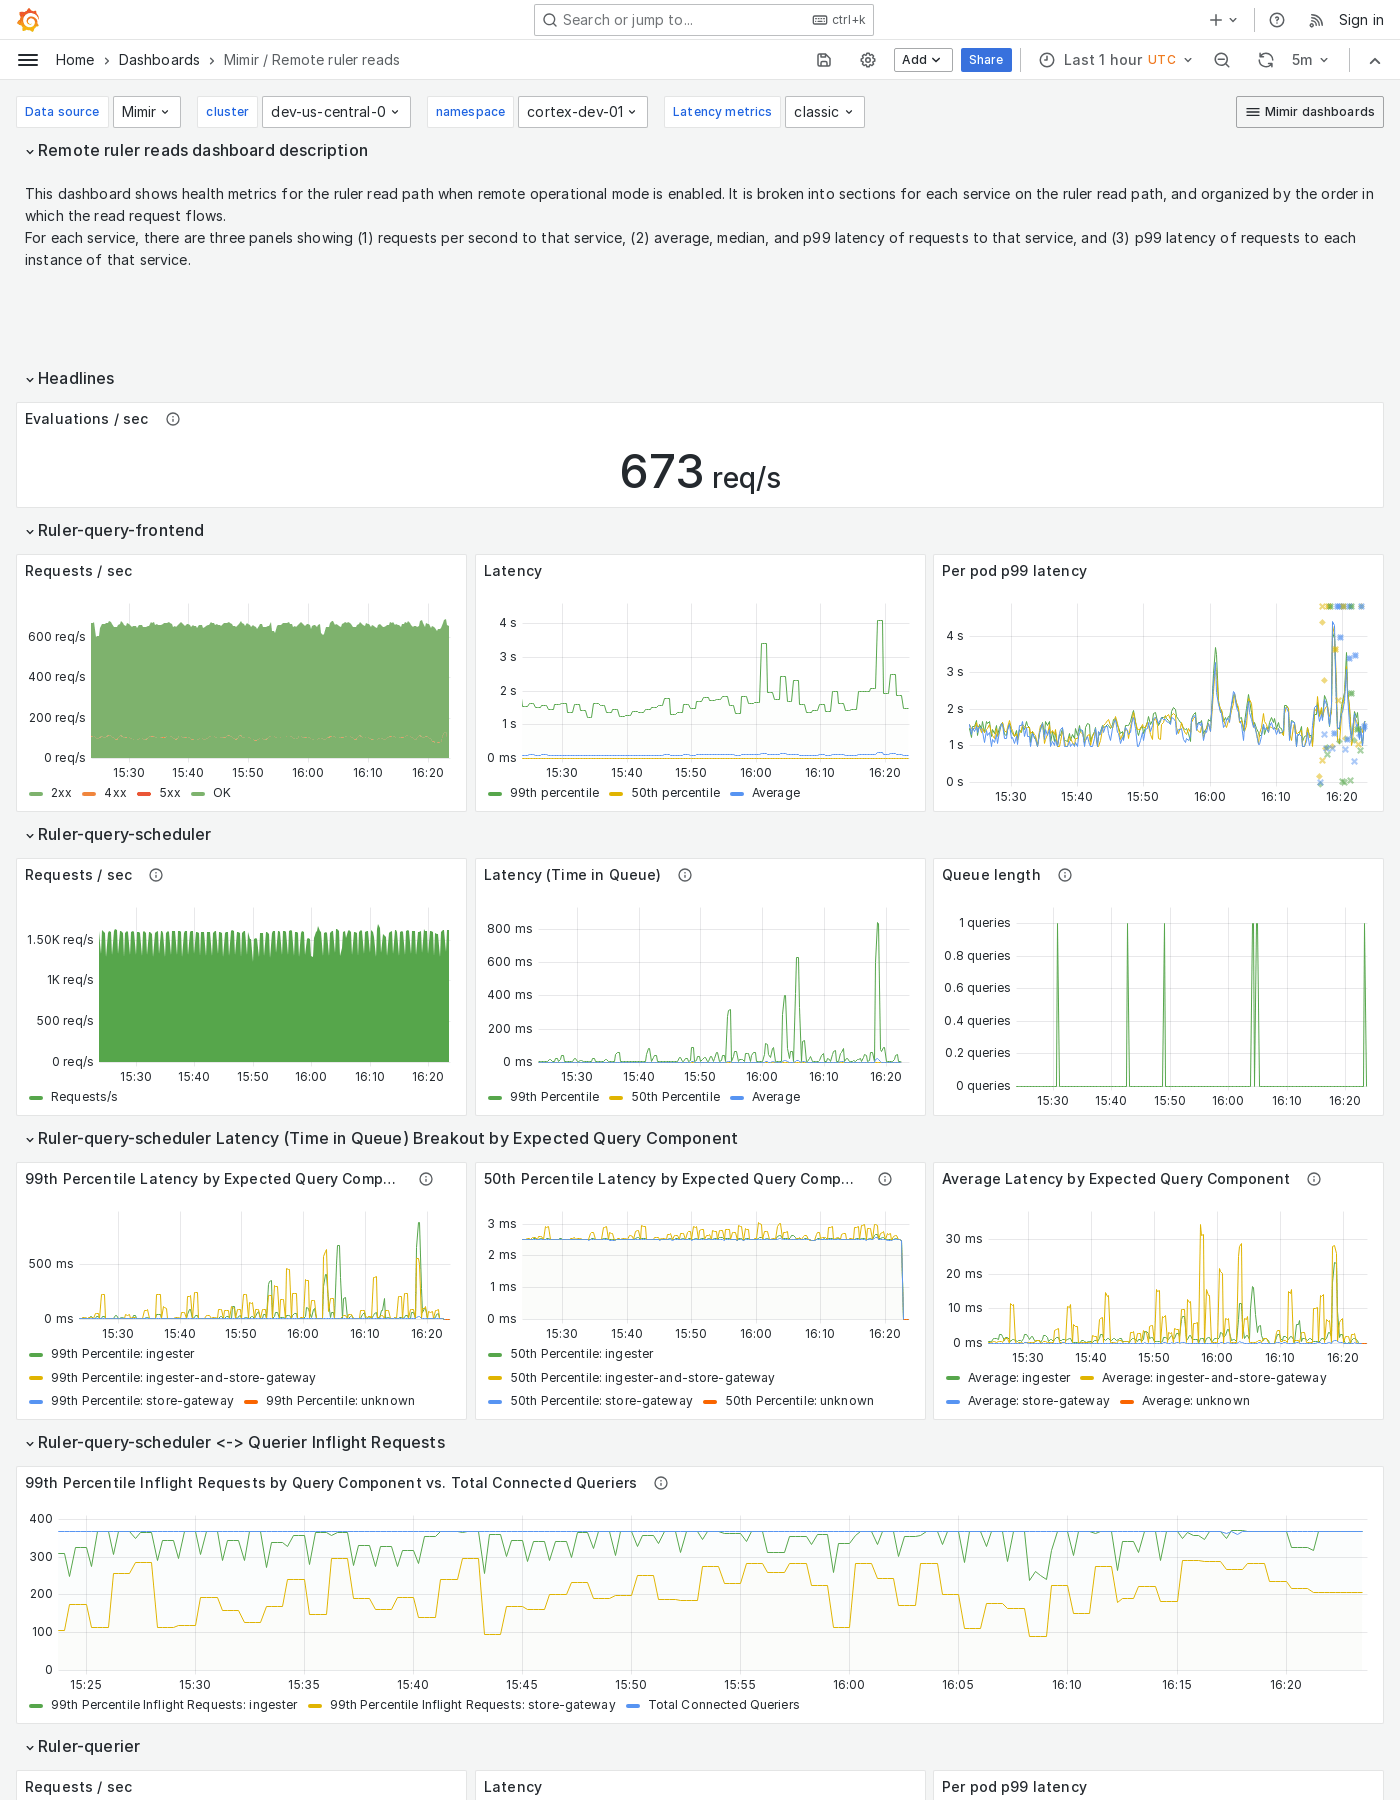 Search or jump to...
ctrl+k
Sign in
Home
Dashboards
Mimir / Remote ruler reads
Add
Share
Last 1 hour UTC
5m
Data source
Mimir
cluster
dev-us-central-0
namespace
cortex-dev-01
Latency metrics
classic
Mimir dashboards
Remote ruler reads dashboard description
This dashboard shows health metrics for the ruler read path when remote operational mode is enabled. It is broken into sections for each service on the ruler read path, and organized by the order in
which the read request flows.
For each service, there are three panels showing (1) requests per second to that service, (2) average, median, and p99 latency of requests to that service, and (3) p99 latency of requests to each
instance of that service.
Headlines
Evaluations / sec
673 req/s
Ruler-query-frontend
Requests / sec
600 req/s
400 req/s
200 req/s
0 req/s
15:30 15:40 15:50 16:00 16:10 16:20
2xx 4xx 5xx OK
Latency
4 s
3 s
2 s
1 s
0 ms
15:30 15:40 15:50 16:00 16:10 16:20
99th percentile 50th percentile Average
Per pod p99 latency
4 s
3 s
2 s
1 s
0 s
15:30 15:40 15:50 16:00 16:10 16:20
Ruler-query-scheduler
Requests / sec
1.50K req/s
1K req/s
500 req/s
0 req/s
15:30 15:40 15:50 16:00 16:10 16:20
Requests/s
Latency (Time in Queue)
800 ms
600 ms
400 ms
200 ms
0 ms
15:30 15:40 15:50 16:00 16:10 16:20
99th Percentile 50th Percentile Average
Queue length
1 queries
0.8 queries
0.6 queries
0.4 queries
0.2 queries
0 queries
15:30 15:40 15:50 16:00 16:10 16:20
Ruler-query-scheduler Latency (Time in Queue) Breakout by Expected Query Component
99th Percentile Latency by Expected Query Comp...
500 ms
0 ms
15:30 15:40 15:50 16:00 16:10 16:20
99th Percentile: ingester
99th Percentile: ingester-and-store-gateway
99th Percentile: store-gateway 99th Percentile: unknown
50th Percentile Latency by Expected Query Comp...
3 ms
2 ms
1 ms
0 ms
15:30 15:40 15:50 16:00 16:10 16:20
50th Percentile: ingester
50th Percentile: ingester-and-store-gateway
50th Percentile: store-gateway 50th Percentile: unknown
Average Latency by Expected Query Component
30 ms
20 ms
10 ms
0 ms
15:30 15:40 15:50 16:00 16:10 16:20
Average: ingester Average: ingester-and-store-gateway
Average: store-gateway Average: unknown
Ruler-query-scheduler <-> Querier Inflight Requests
99th Percentile Inflight Requests by Query Component vs. Total Connected Queriers
400
300
200
100
0
15:25 15:30 15:35 15:40 15:45 15:50 15:55 16:00 16:05 16:10 16:15 16:20
99th Percentile Inflight Requests: ingester 99th Percentile Inflight Requests: store-gateway Total Connected Queriers
Ruler-querier
Requests / sec
Latency
Per pod p99 latency